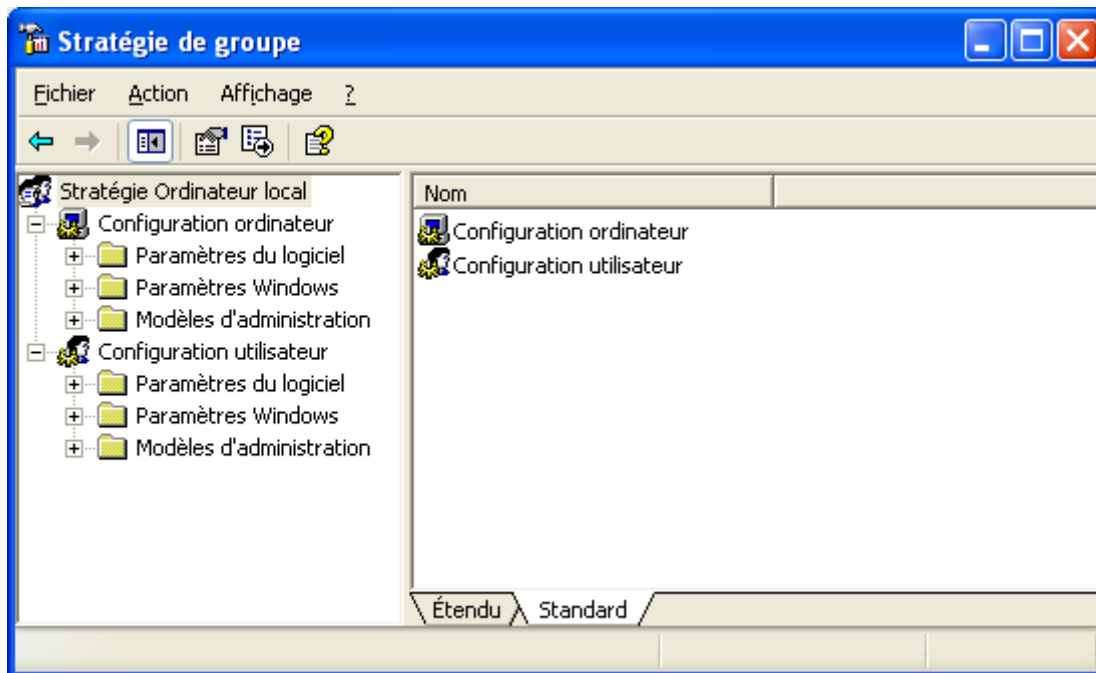 Stratégie de groupe
Fichier Action Affichage ?
Stratégie Ordinateur local
Configuration ordinateur
Paramètres du logiciel
Paramètres Windows
Modèles d'administration
Configuration utilisateur
Paramètres du logiciel
Paramètres Windows
Modèles d'administration
Nom
Configuration ordinateur
Configuration utilisateur
Étendu Standard